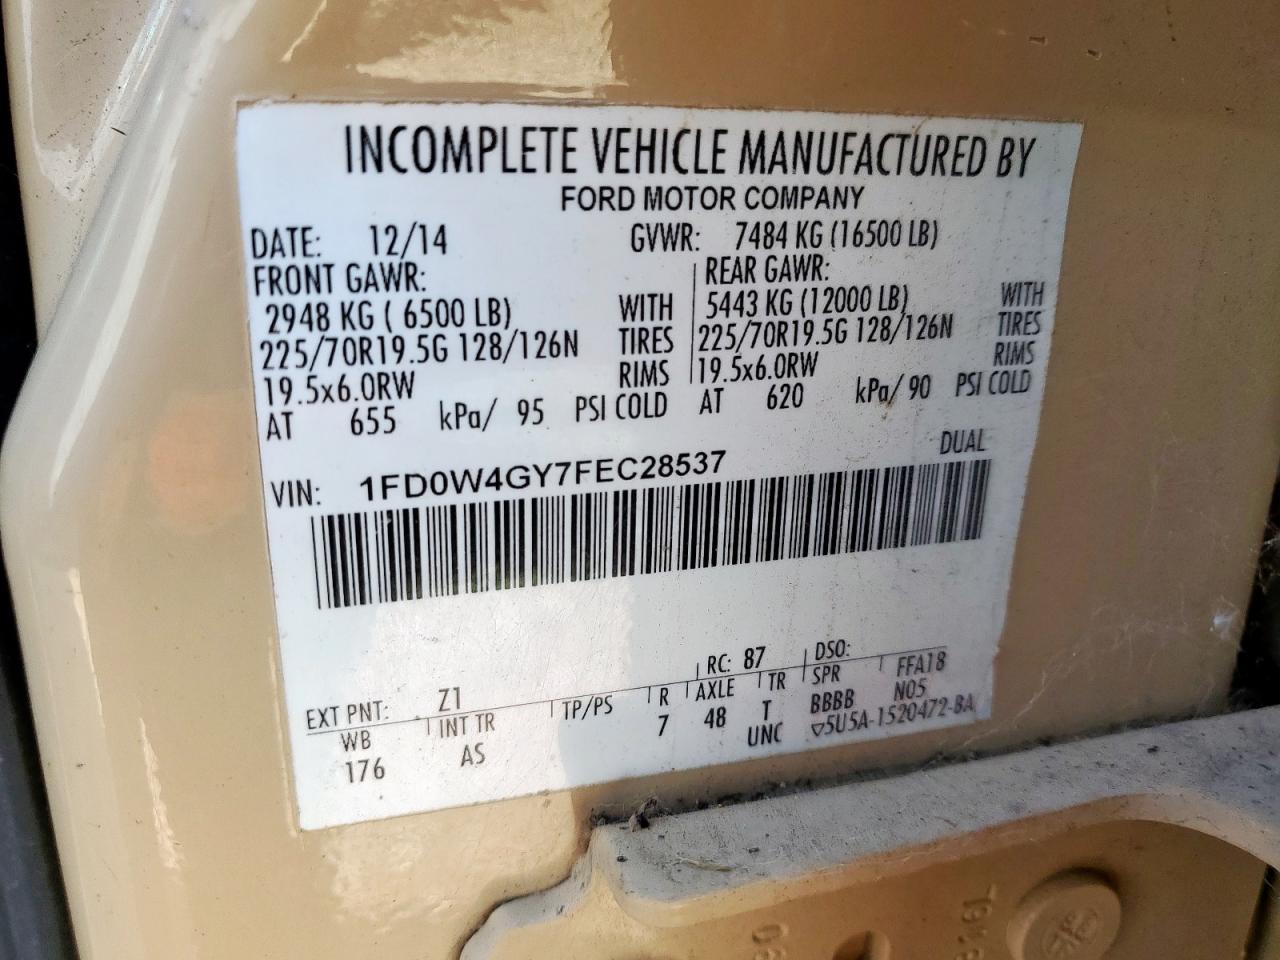 INCOMPLETE VEHICLE MANUFACTURED BY
FORD MOTOR COMPANY
DATE: 12/14 GVWR: 7484 KG (16500 LB)
FRONT GAWR: REAR GAWR:
2948 KG ( 6500 LB) WITH 5443 KG (12000 LB) WITH
225/70R19.5G 128/126N TIRES 225/70R19.5G 128/126N TIRES
19.5x6.0RW RIMS 19.5x6.0RW RIMS
AT 655 kPa/ 95 PSI COLD AT 620 kPa/ 90 PSI COLD
DUAL
VIN: 1FD0W4GY7FEC28537
RC: 87 DSO:
EXT PNT: Z1 FFA18
WB INT TR TP/PS R AXLE TR SPR N05
176 AS 7 48 T BBBB
UNC ▽5U5A-1520472-BA